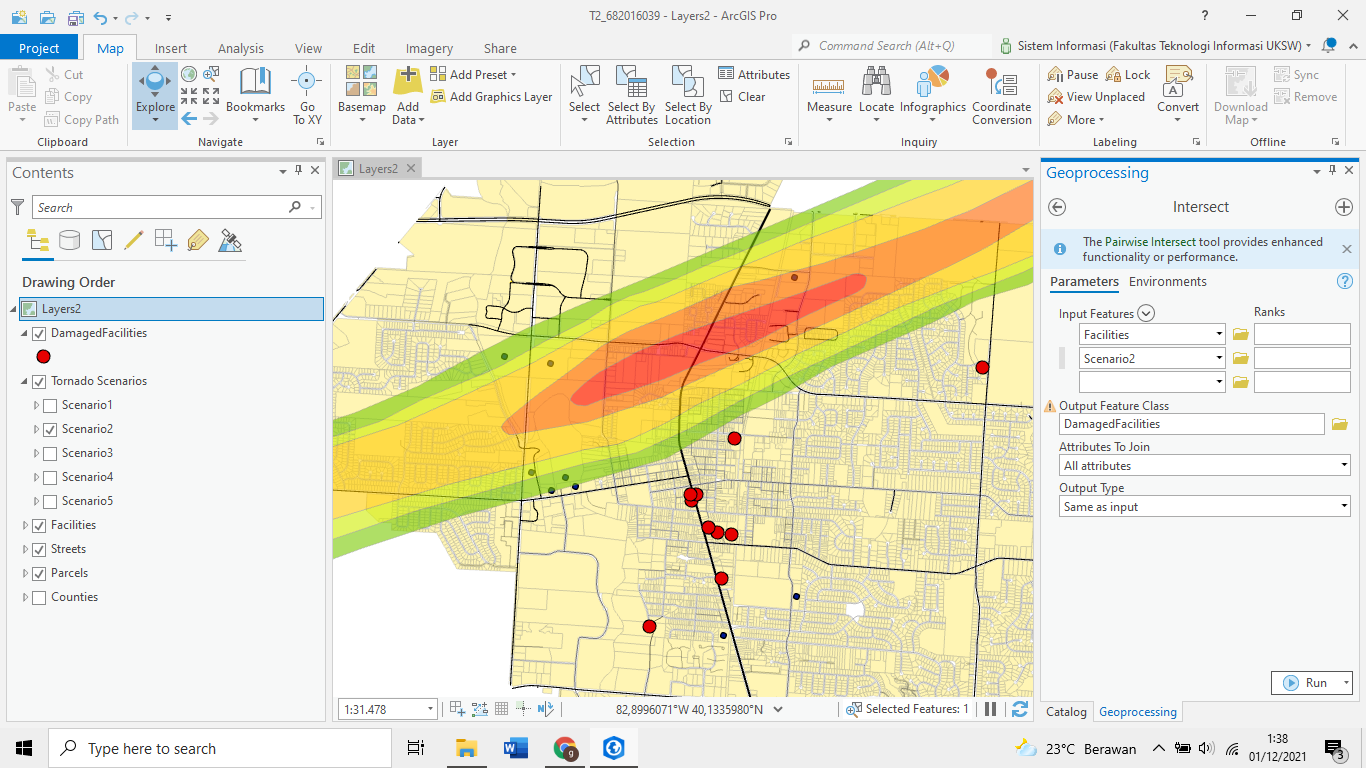 T2_682016039 - Layers2 - ArcGIS Pro
?
Project Map Insert Analysis View Edit Imagery Share
Command Search (Alt+Q)
Sistem Informasi (Fakultas Teknologi Informasi UKSW)
Paste
Cut
Copy
Copy Path
Clipboard
Explore
Bookmarks
Go
To XY
Navigate
Basemap
Add
Data
Add Preset
Add Graphics Layer
Layer
Select
Select By
Attributes
Select By
Location
Attributes
Clear
Selection
Measure
Locate
Infographics
Coordinate
Conversion
Inquiry
Pause
Lock
View Unplaced
More
Convert
Labeling
Download
Map
Sync
Remove
Offline
Contents
Search
Drawing Order
Layers2
DamagedFacilities
Tornado Scenarios
Scenario1
Scenario2
Scenario3
Scenario4
Scenario5
Facilities
Streets
Parcels
Counties
Layers2
1:31.478
82,8996071°W 40,1335980°N
Selected Features: 1
Geoprocessing
Intersect
The Pairwise Intersect tool provides enhanced
functionality or performance.
Parameters Environments
?
Input Features Ranks
Facilities
Scenario2
Output Feature Class
DamagedFacilities
Attributes To Join
All attributes
Output Type
Same as input
Run
Catalog Geoprocessing
Type here to search
W
g
23°C Berawan
1:38
01/12/2021
3